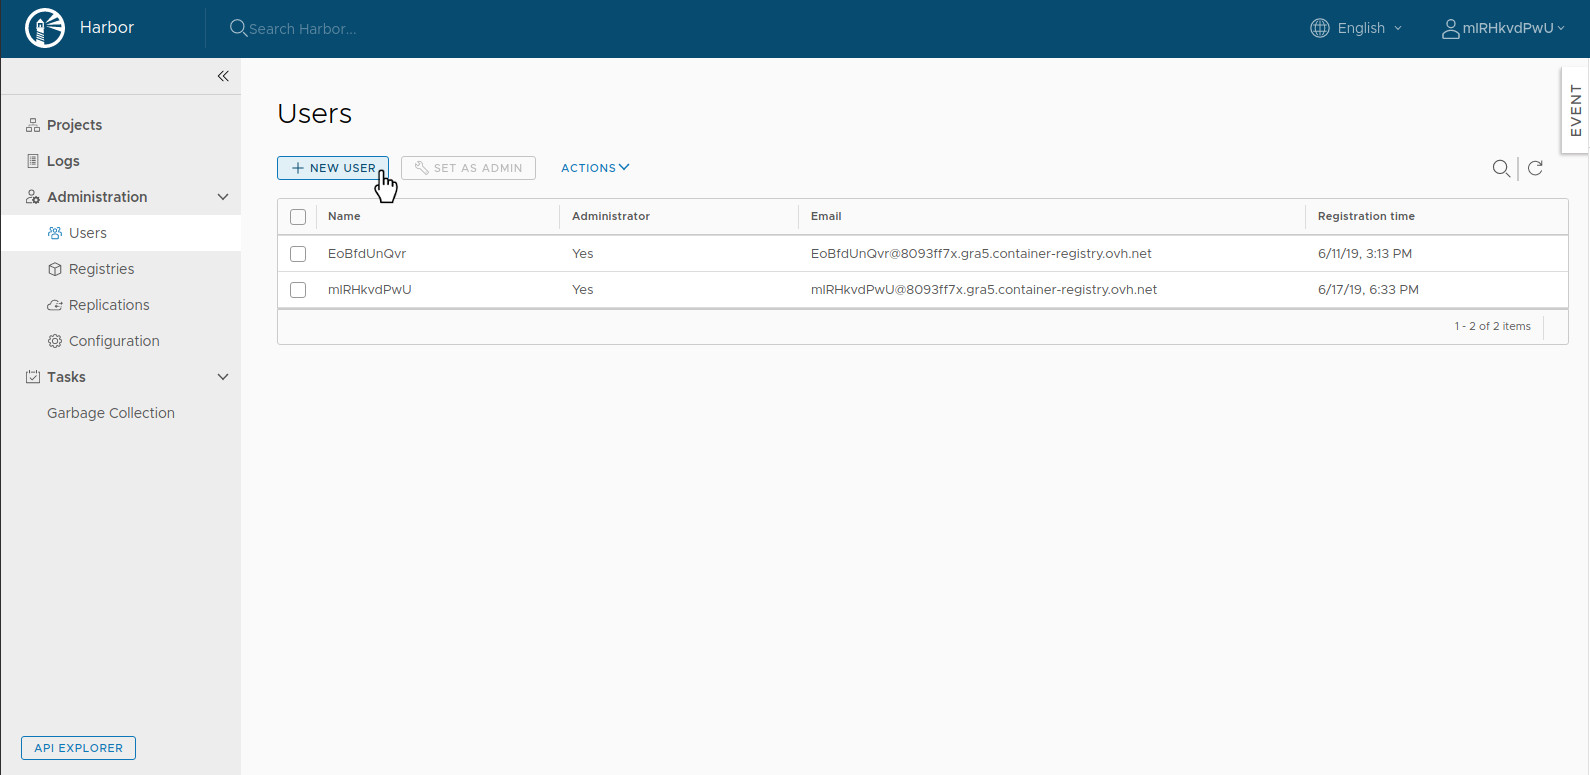 Harbor
Search Harbor...
English
mIRHkvdPwU
EVENT
Projects
Logs
Administration
Users
Registries
Replications
Configuration
Tasks
Garbage Collection
API EXPLORER
Users
NEW USER
SET AS ADMIN
ACTIONS
Name Administrator Email Registration time
EoBfdUnQvr Yes EoBfdUnQvr@8093ff7x.gra5.container-registry.ovh.net 6/11/19, 3:13 PM
mIRHkvdPwU Yes mIRHkvdPwU@8093ff7x.gra5.container-registry.ovh.net 6/17/19, 6:33 PM
1 - 2 of 2 items